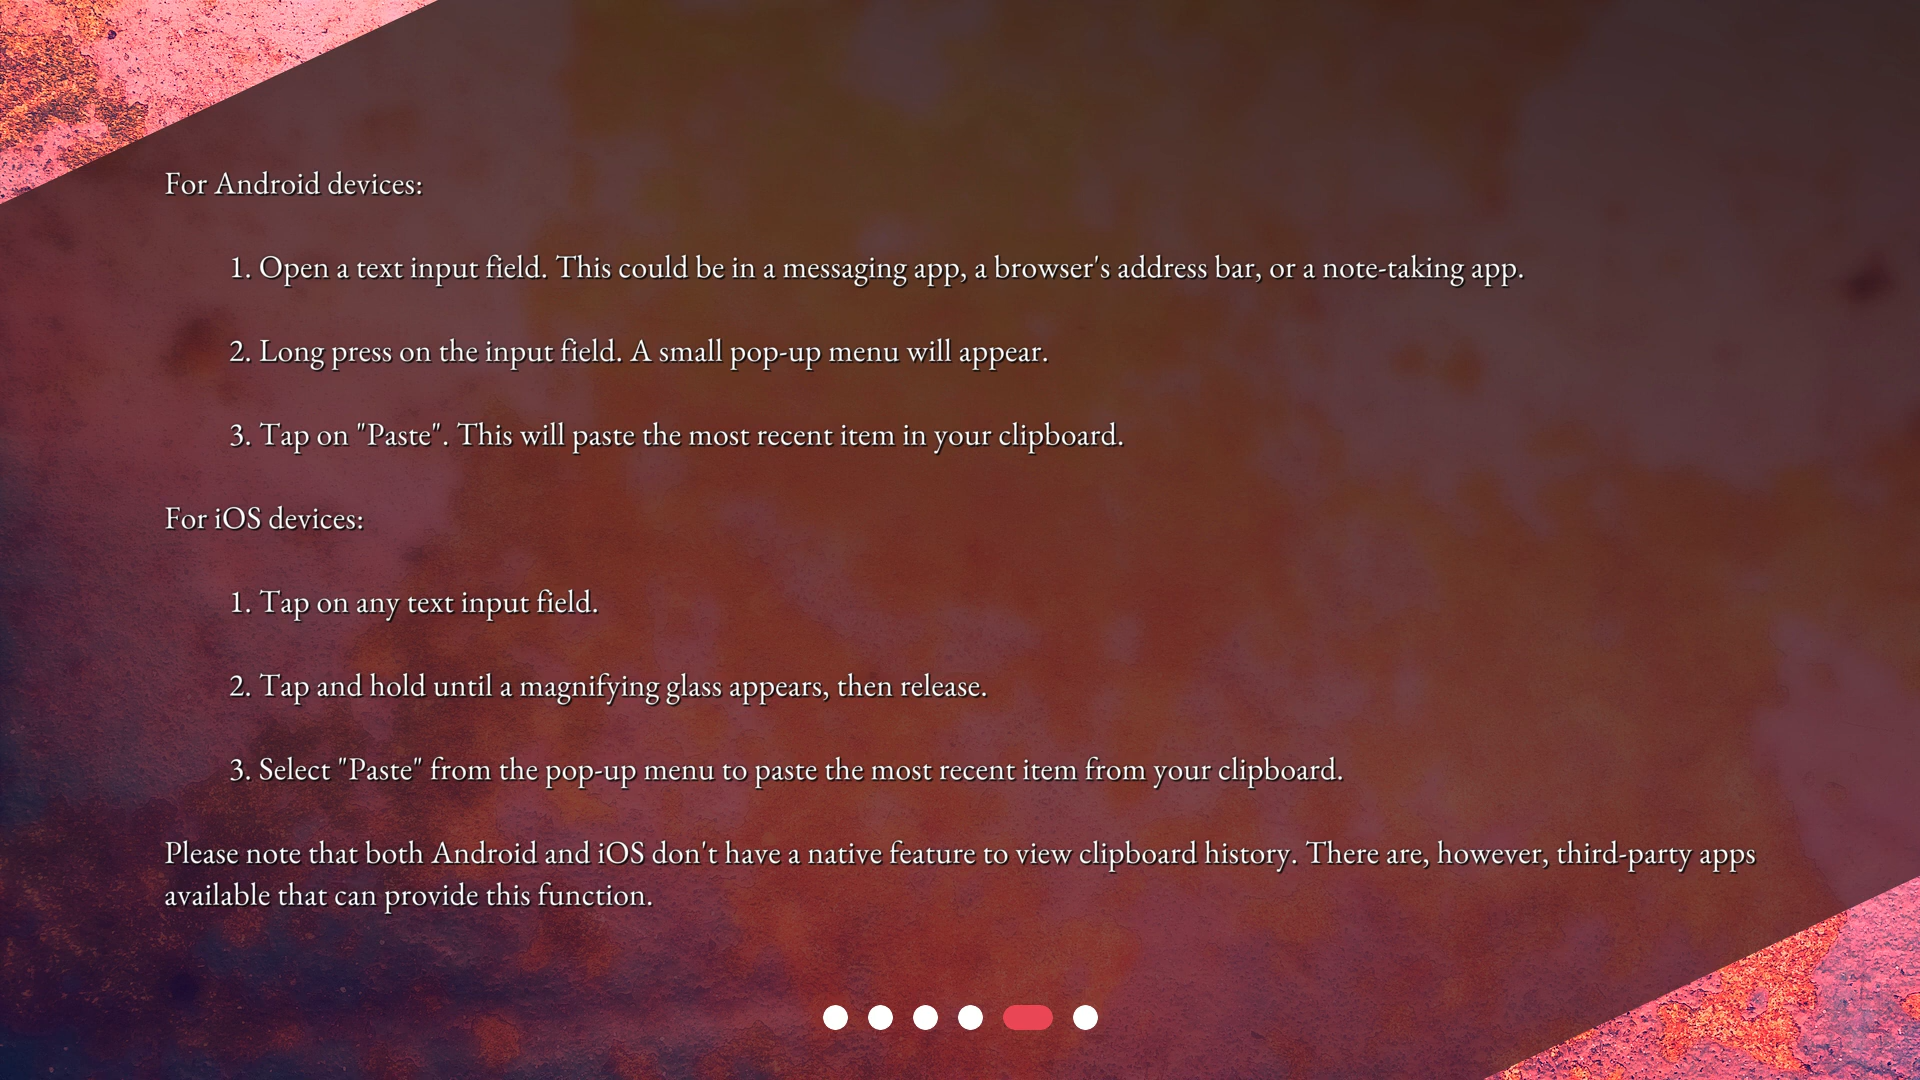 For Android devices:
1. Open a text input field. This could be in a messaging app, a browser's address bar, or a note-taking app.
2. Long press on the input field. A small pop-up menu will appear.
3. Tap on "Paste". This will paste the most recent item in your clipboard.
For iOS devices:
1. Tap on any text input field.
2. Tap and hold until a magnifying glass appears, then release.
3. Select "Paste" from the pop-up menu to paste the most recent item from your clipboard.
Please note that both Android and iOS don't have a native feature to view clipboard history. There are, however, third-party apps
available that can provide this function.